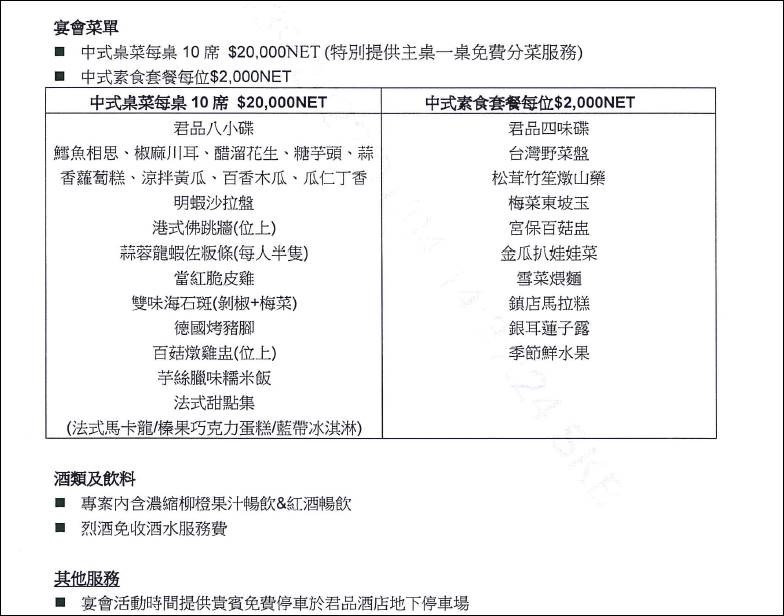 宴會菜單
■ 中式桌菜每桌 10 席 $20,000NET (特別提供主桌一桌免費分菜服務)
■ 中式素食套餐每位$2,000NET
中式桌菜每桌 10 席 $20,000NET
君品八小碟
鱈魚相思、椒麻川耳、醋溜花生、糖芋頭、蒜
香蘿蔔糕、涼拌黃瓜、百香木瓜、瓜仁丁香
明蝦沙拉盤
港式佛跳牆(位上)
蒜蓉龍蝦佐粄條(每人半隻)
當紅脆皮雞
雙味海石斑(剝椒+梅菜)
德國烤豬腳
百菇燉雞盅(位上)
芋絲臘味糯米飯
法式甜點集
(法式馬卡龍/榛果巧克力蛋糕/藍帶冰淇淋)
中式素食套餐每位$2,000NET
君品四味碟
台灣野菜盤
松茸竹笙燉山藥
梅菜東坡玉
宮保百菇盅
金瓜扒娃娃菜
雪菜煨麵
鎮店馬拉糕
銀耳蓮子露
季節鮮水果
酒類及飲料
■ 專案內含濃縮柳橙果汁暢飲&紅酒暢飲
■ 烈酒免收酒水服務費
其他服務
■ 宴會活動時間提供貴賓免費停車於君品酒店地下停車場